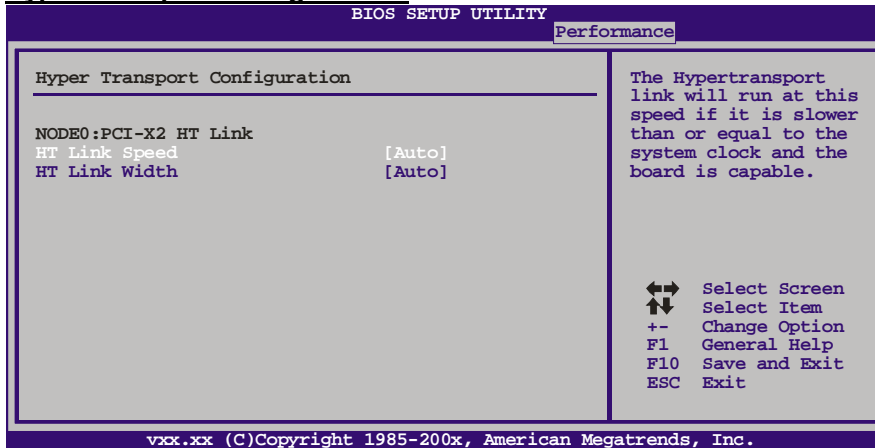 BIOS SETUP UTILITY
Performance
Hyper Transport Configuration
NODE0:PCI-X2 HT Link
HT Link Speed [Auto]
HT Link Width [Auto]
The Hypertransport
link will run at this
speed if it is slower
than or equal to the
system clock and the
board is capable.
Select Screen
Select Item
+- Change Option
F1 General Help
F10 Save and Exit
ESC Exit
vxx.xx (C)Copyright 1985-200x, American Megatrends, Inc.